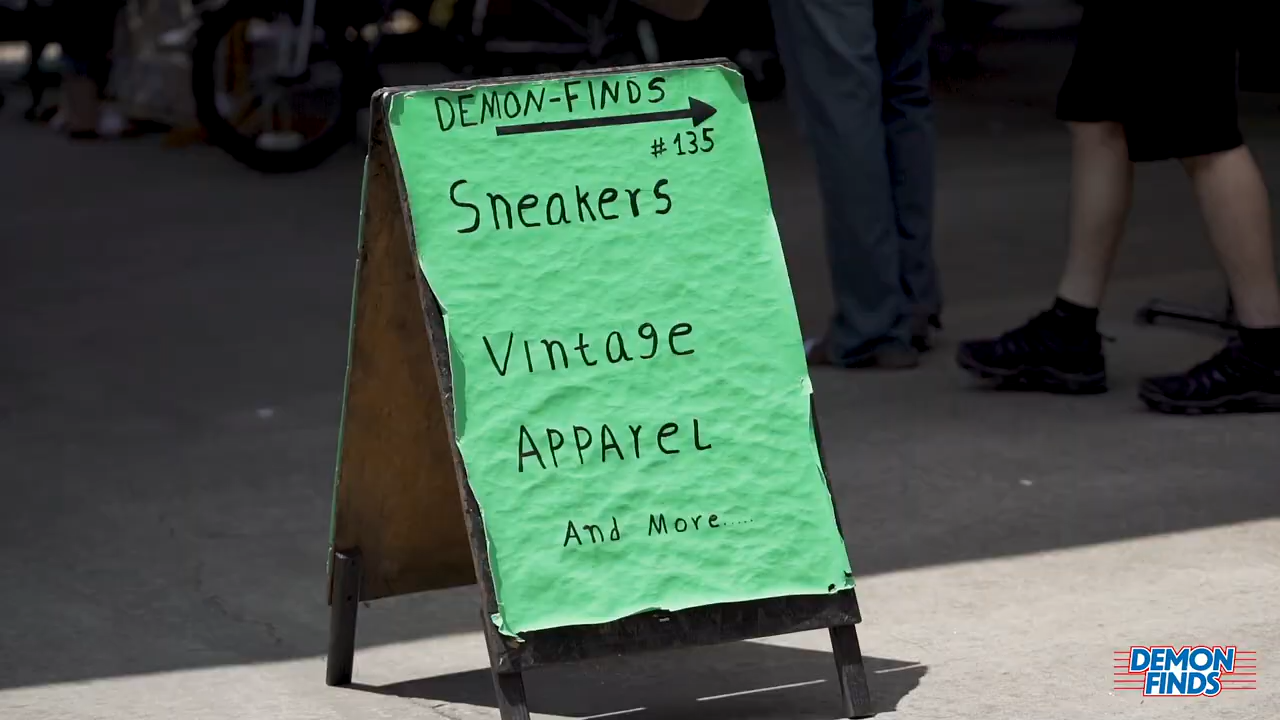 DEMON-FINDS
#135
Sneakers
Vintage
APPAreL
And More.....
DEMON
FINDS